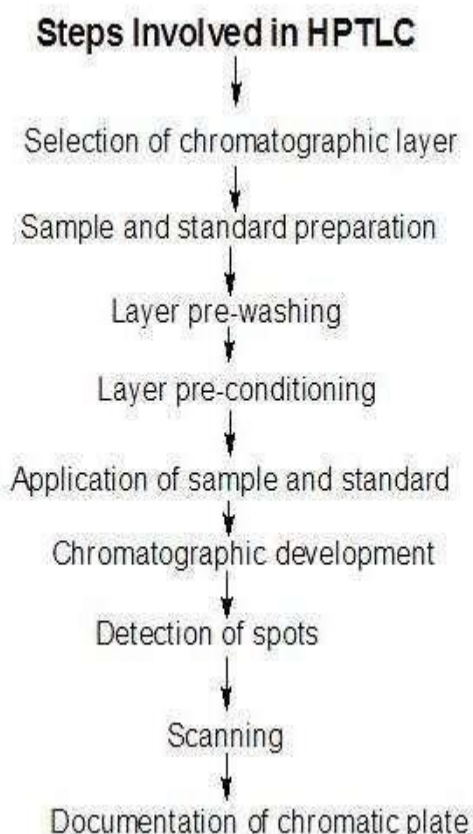 Steps Involved in HPTLC
Selection of chromatographic layer
Sample and standard preparation
Layer pre-washing
Layer pre-conditioning
Application of sample and standard
Chromatographic development
Detection of spots
Scanning
Documentation of chromatic plate